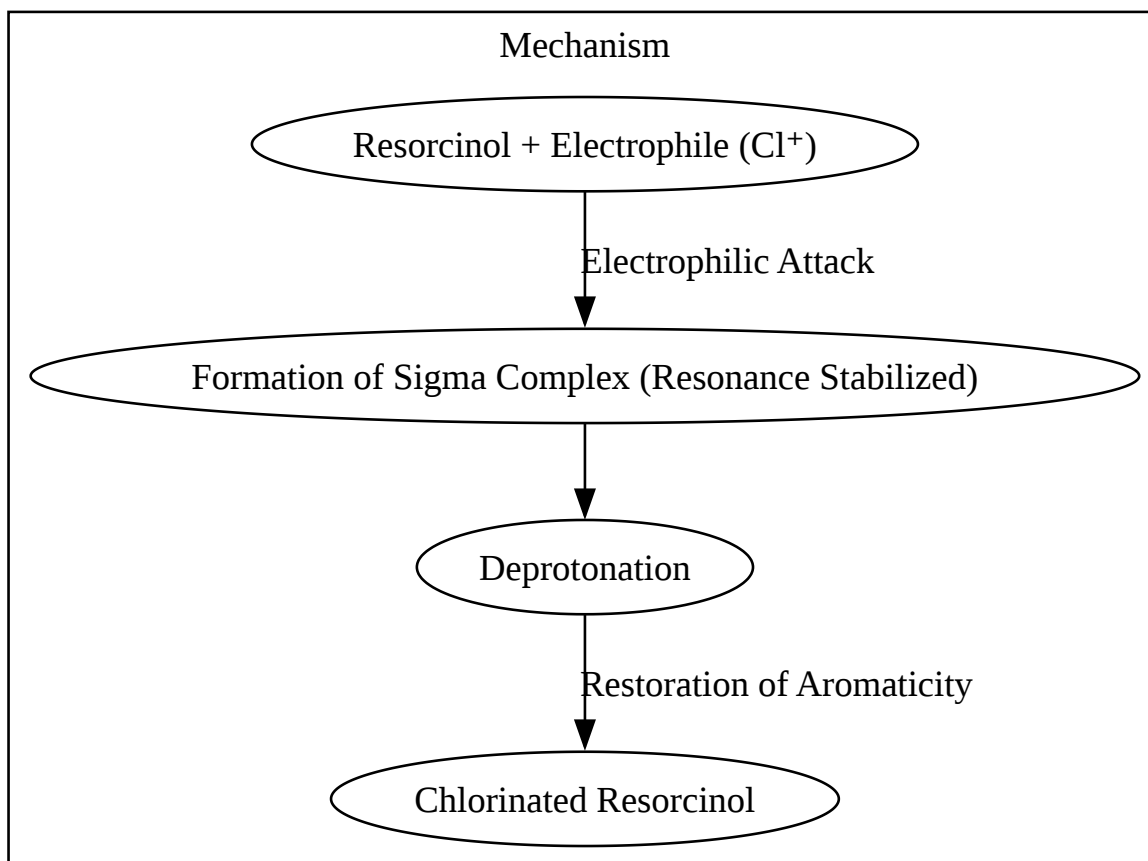 Mechanism
Resorcinol + Electrophile (Cl⁺)
Electrophilic Attack
Formation of Sigma Complex (Resonance Stabilized)
Deprotonation
Restoration of Aromaticity
Chlorinated Resorcinol